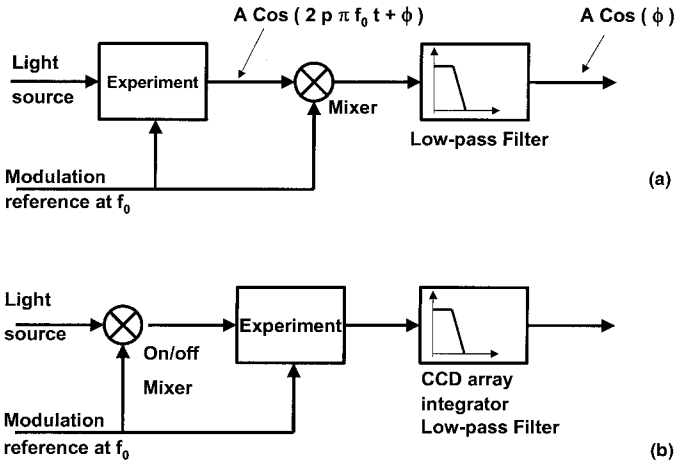 A Cos ( 2 p π f₀ t + ϕ )
A Cos ( ϕ )
Light
source
Experiment
Mixer
Low-pass Filter
Modulation
reference at f₀
(a)
Light
source
On/off
Mixer
Experiment
CCD array
integrator
Low-pass Filter
Modulation
reference at f₀
(b)